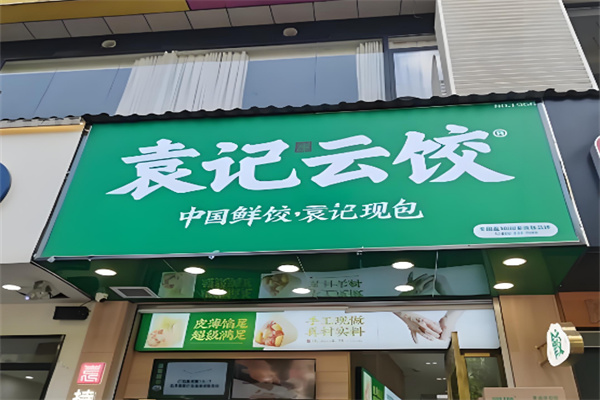 袁记云饺®
中国鲜饺·袁记现包
皮薄馅足
超级满足
手工现做
真材实料